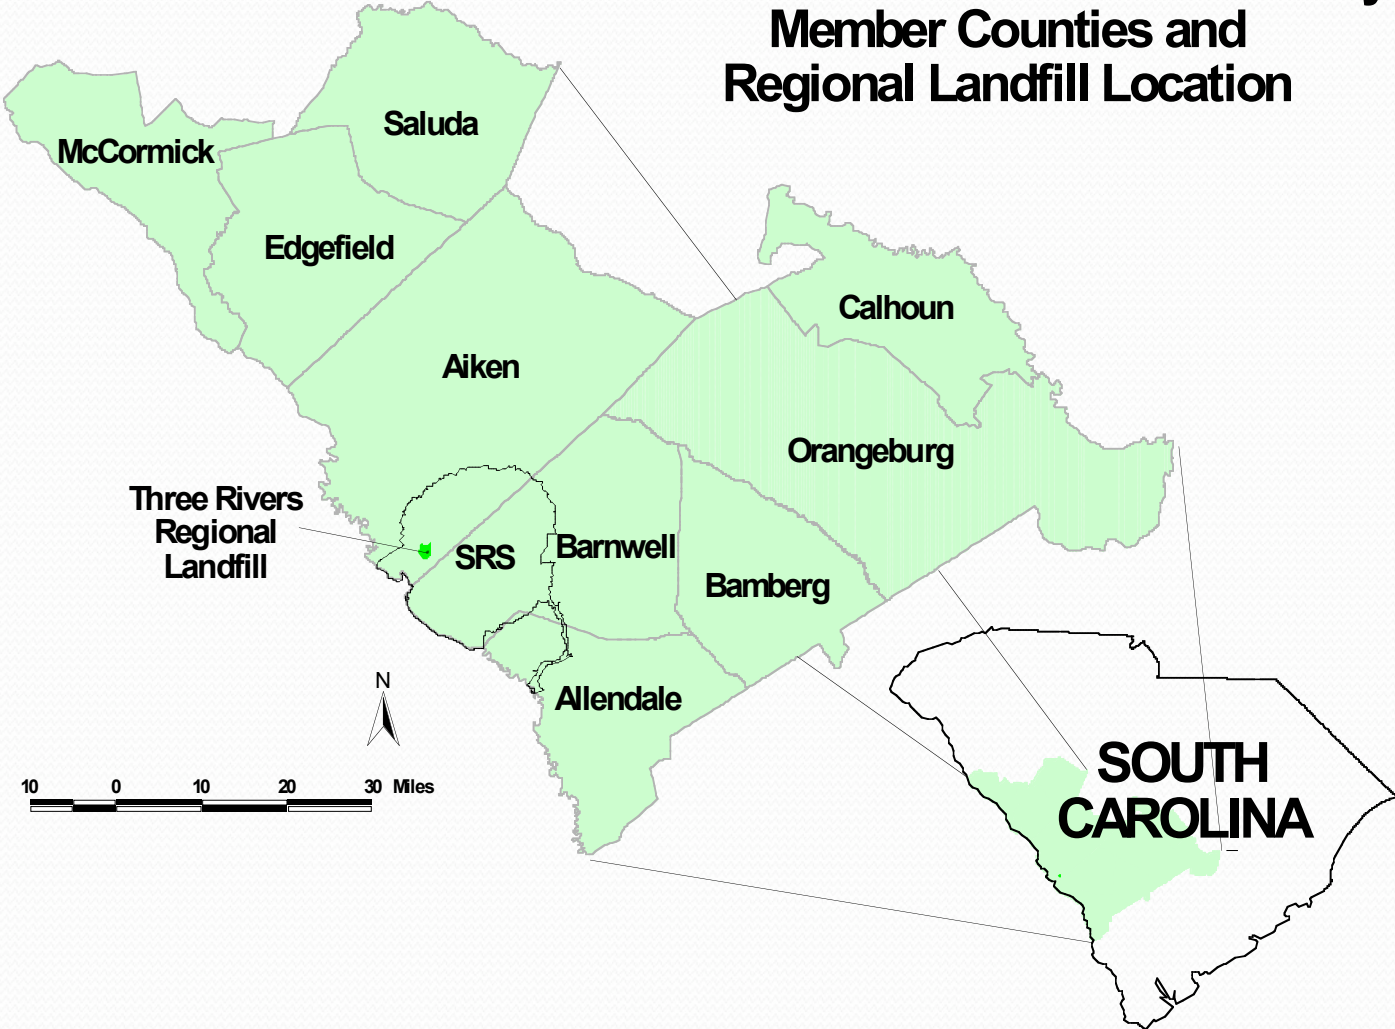 Member Counties and
Regional Landfill Location
Saluda
McCormick
Edgefield
Calhoun
Aiken
Orangeburg
Three Rivers
Regional
Landfill
SRS
Barnwell
Bamberg
Allendale
N
10 0 10 20 30 Miles
SOUTH
CAROLINA